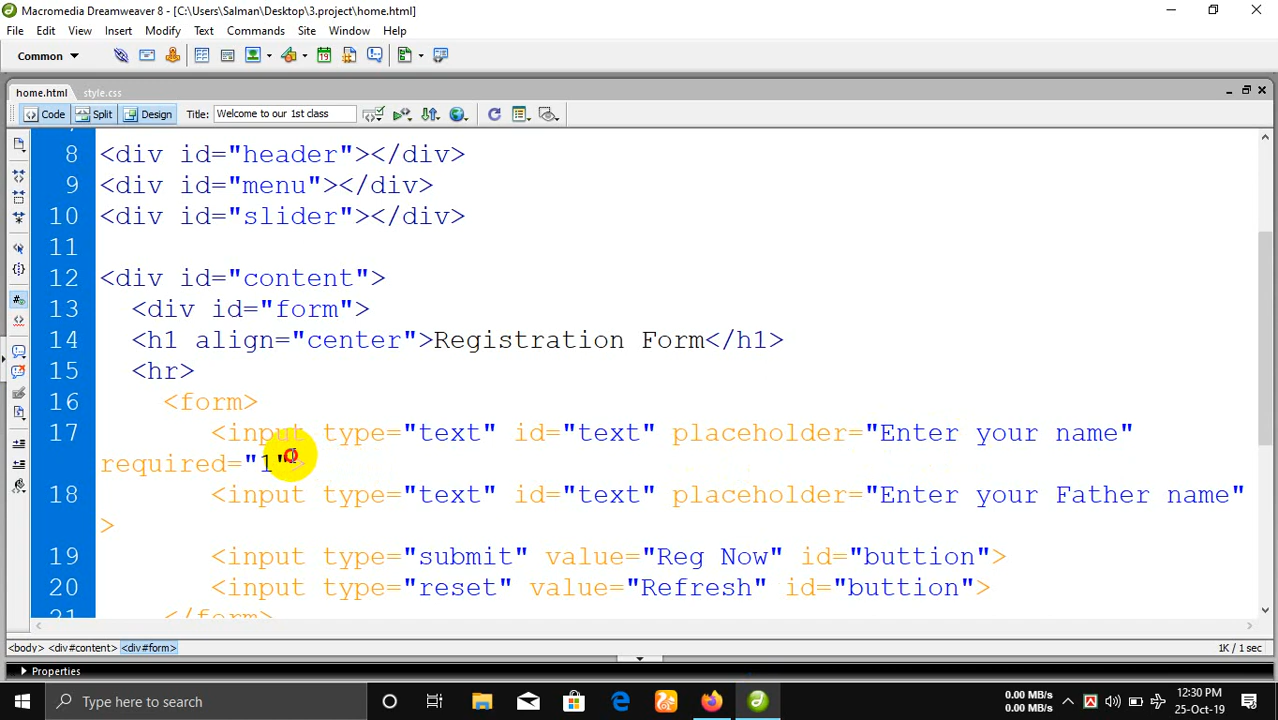 Macromedia Dreamweaver 8 - [C:\Users\Salman\Desktop\3.project\home.html]
File Edit View Insert Modify Text Commands Site Window Help
Common
home.html style.css
Code Split Design Title: Welcome to our 1st class
8 <div id="header"></div>
9 <div id="menu"></div>
10 <div id="slider"></div>
11
12 <div id="content">
13 <div id="form">
14 <h1 align="center">Registration Form</h1>
15 <hr>
16 <form>
17 <input type="text" id="text" placeholder="Enter your name"
required="1">
18 <input type="text" id="text" placeholder="Enter your Father name"
>
19 <input type="submit" value="Reg Now" id="buttion">
20 <input type="reset" value="Refresh" id="buttion">
21 </form>
<body> <div#content> <div#form> 1K / 1 sec
Properties
Type here to search
0.00 MB/s
0.00 MB/s
12:30 PM
25-Oct-19